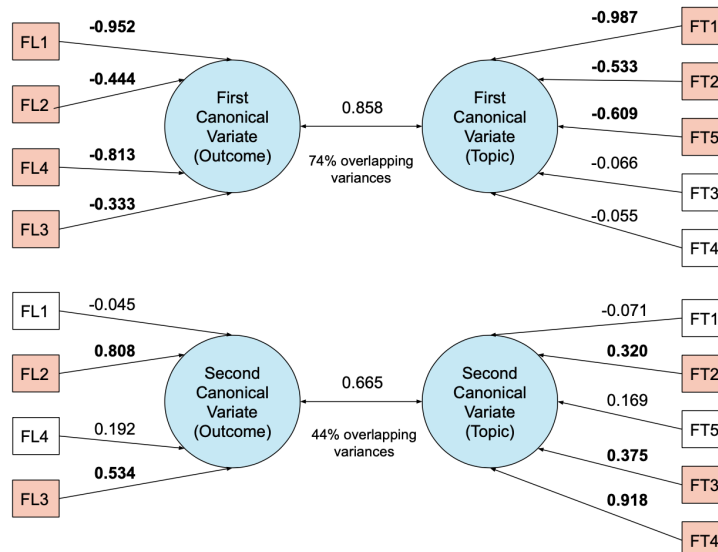 FL1
-0.952
FL2
-0.444
FL4
-0.813
FL3
-0.333
First
Canonical
Variate
(Outcome)
0.858
74% overlapping
variances
First
Canonical
Variate
(Topic)
-0.987
FT1
-0.533
FT2
-0.609
FT5
-0.066
FT3
-0.055
FT4
FL1
-0.045
FL2
0.808
FL4
0.192
FL3
0.534
Second
Canonical
Variate
(Outcome)
0.665
44% overlapping
variances
Second
Canonical
Variate
(Topic)
-0.071
FT1
0.320
FT2
0.169
FT5
0.375
FT3
0.918
FT4